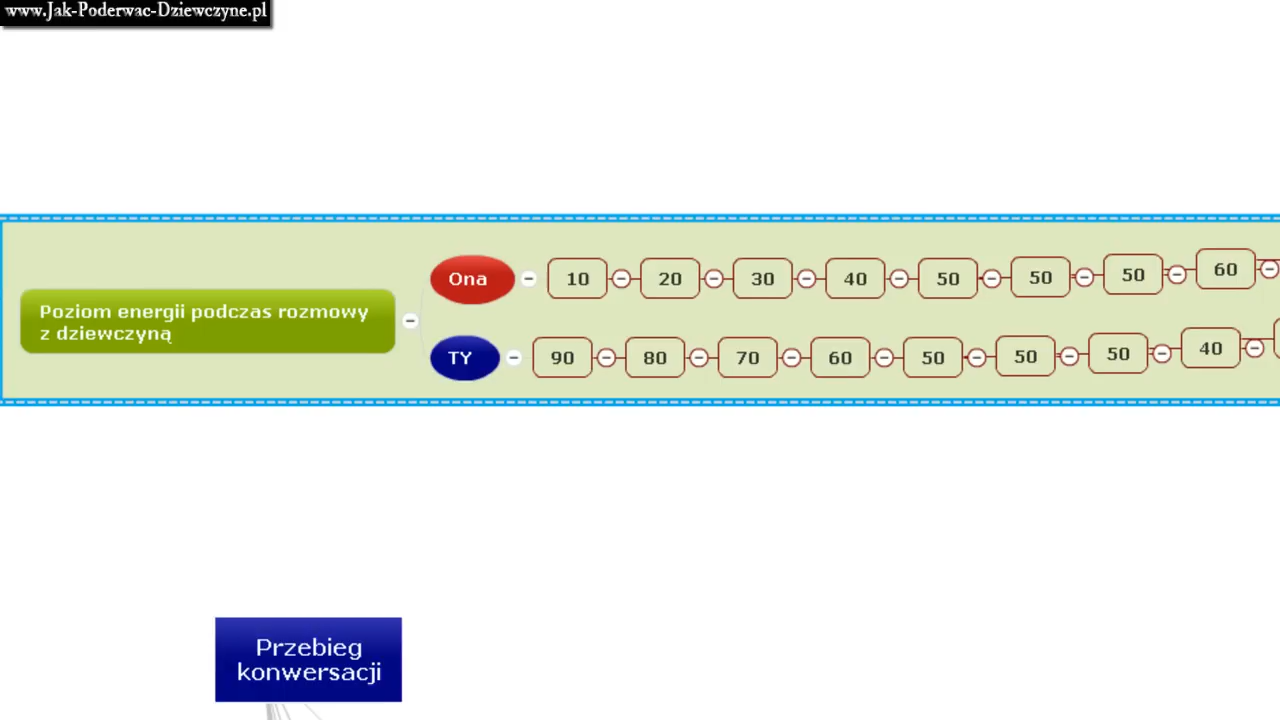 www.Jak-Poderwac-Dziewczyne.pl
Ona 10 20 30 40 50 50 50 60
Poziom energii podczas rozmowy
z dziewczyną
TY 90 80 70 60 50 50 50 40
Przebieg
konwersacji